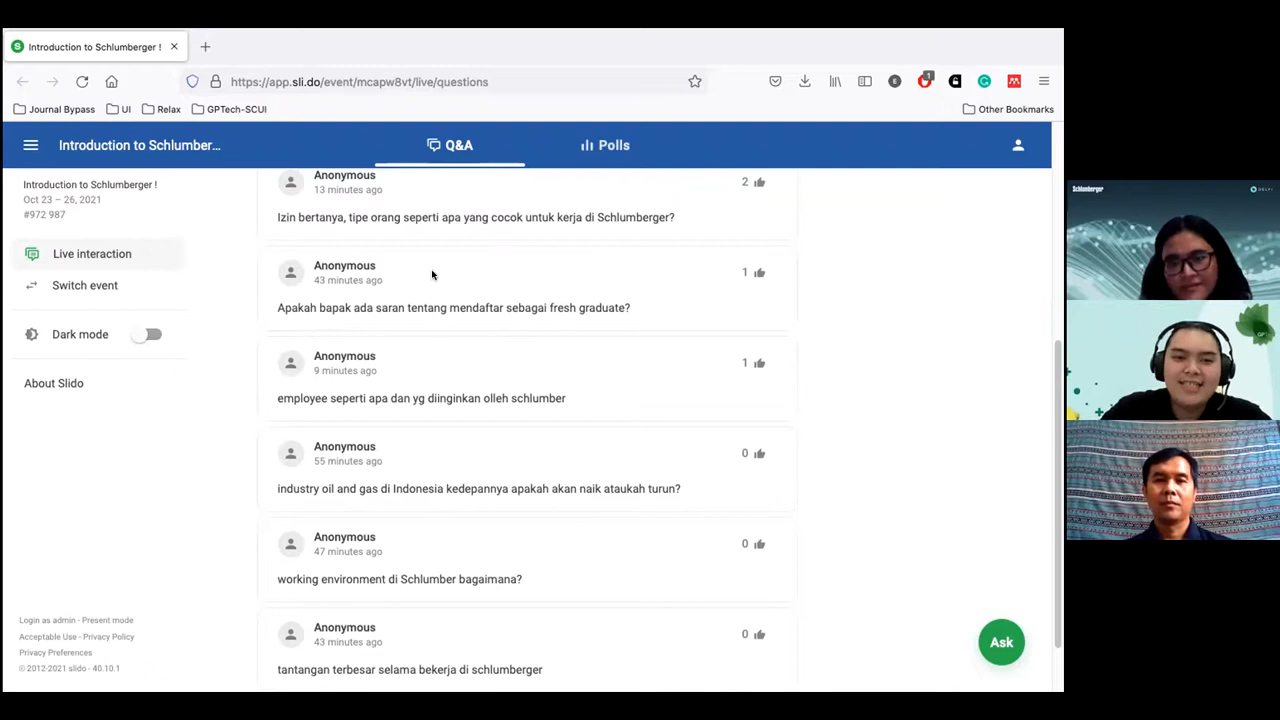 Introduction to Schlumberger !
https://app.sli.do/event/mcapw8vt/live/questions
1
Journal Bypass
UI
Relax
GPTech-SCUI
Other Bookmarks
Introduction to Schlumber...
Q&A
Polls
Introduction to Schlumberger !
Oct 23 – 26, 2021
#972 987
Live interaction
Switch event
Dark mode
About Slido
Login as admin - Present mode
Acceptable Use - Privacy Policy
Privacy Preferences
© 2012-2021 slido - 40.10.1
Anonymous
2
13 minutes ago
Izin bertanya, tipe orang seperti apa yang cocok untuk kerja di Schlumberger?
Anonymous
1
43 minutes ago
Apakah bapak ada saran tentang mendaftar sebagai fresh graduate?
Anonymous
1
9 minutes ago
employee seperti apa dan yg diinginkan olleh schlumber
Anonymous
0
55 minutes ago
industry oil and gas di Indonesia kedepannya apakah akan naik ataukah turun?
Anonymous
0
47 minutes ago
working environment di Schlumber bagaimana?
Anonymous
0
43 minutes ago
tantangan terbesar selama bekerja di schlumberger
Ask
Schlumberger
DELFI